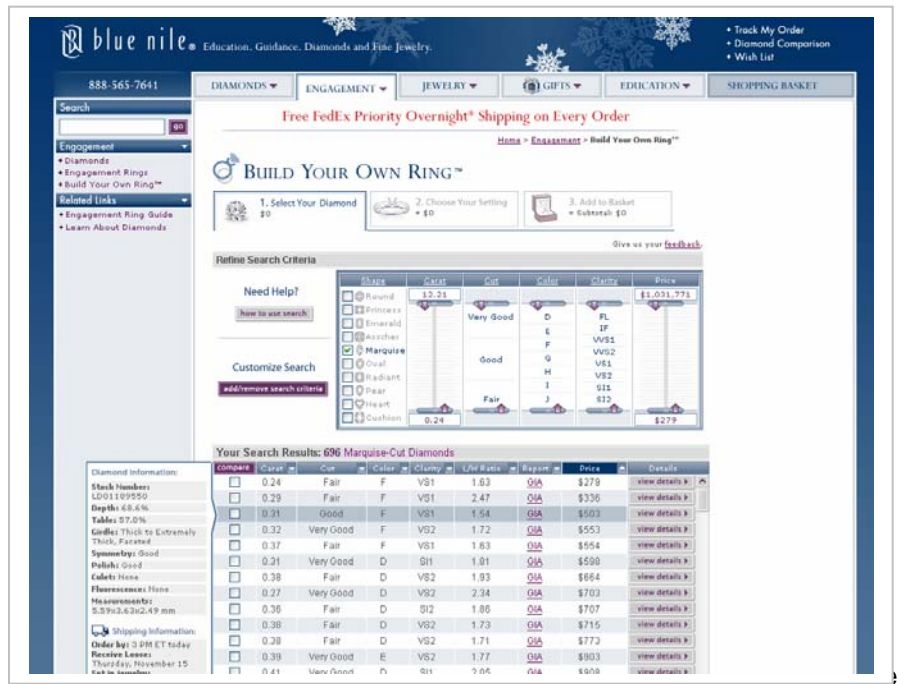 blue nile
Education. Guidance. Diamonds and Fine Jewelry.
Track My Order
Diamond Comparison
Wish List
888-565-7641
DIAMONDS
ENGAGEMENT
JEWELRY
GIFTS
EDUCATION
SHOPPING BASKET
Search
go
Free FedEx Priority Overnight* Shipping on Every Order
Home > Engagement > Build Your Own Ring™
Engagement
Diamonds
Engagement Rings
Build Your Own Ring™
Related Links
Engagement Ring Guide
Learn About Diamonds
BUILD YOUR OWN RING™
1. Select Your Diamond
$0
2. Choose Your Setting
+ $0
3. Add to Basket
= Subtotal: $0
Give us your feedback.
Refine Search Criteria
Need Help?
how to use search
Customize Search
add/remove search criteria
Shape Carat Cut Color Clarity Price
Round
Princess
Emerald
Asscher
Marquise
Oval
Radiant
Pear
Heart
Cushion
12.21
0.24
Very Good
Good
Fair
D
E
F
G
H
I
J
FL
IF
VVS1
VVS2
VS1
VS2
SI1
SI2
$1,031,771
$279
Your Search Results: 696 Marquise-Cut Diamonds
compare Carat Cut Color Clarity L/W Ratio Report Price Details
0.24 Fair F VS1 1.63 GIA $279 view details
0.29 Fair F VS1 2.47 GIA $336 view details
0.31 Good F VS1 1.54 GIA $503 view details
0.32 Very Good F VS2 1.72 GIA $553 view details
0.37 Fair F VS1 1.63 GIA $554 view details
0.31 Very Good D SI1 1.91 GIA $598 view details
0.38 Fair D VS2 1.93 GIA $664 view details
0.27 Very Good D VS2 2.34 GIA $703 view details
0.36 Fair D SI2 1.86 GIA $707 view details
0.38 Fair D VS2 1.73 GIA $715 view details
0.38 Fair D VS2 1.71 GIA $773 view details
0.39 Very Good E VS2 1.77 GIA $803 view details
0.41 Very Good D SI1 2.05 GIA $808 view details
Diamond Information:
Stock Number:
LD01109550
Depth: 68.6%
Table: 57.0%
Girdle: Thick to Extremely
Thick, Faceted
Symmetry: Good
Polish: Good
Culet: None
Fluorescence: None
Measurements:
5.59x3.63x2.49 mm
Shipping Information:
Order by: 3 PM ET today
Receive Loose:
Thursday, November 15
Set in Jewelry:
e